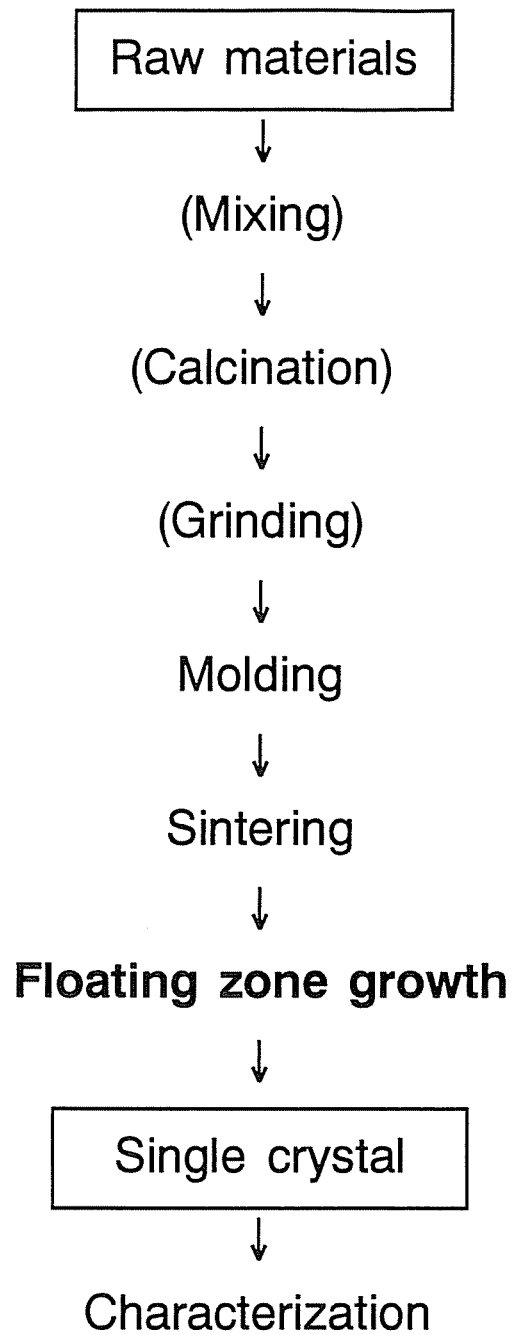 Raw materials
(Mixing)
(Calcination)
(Grinding)
Molding
Sintering
Floating zone growth
Single crystal
Characterization